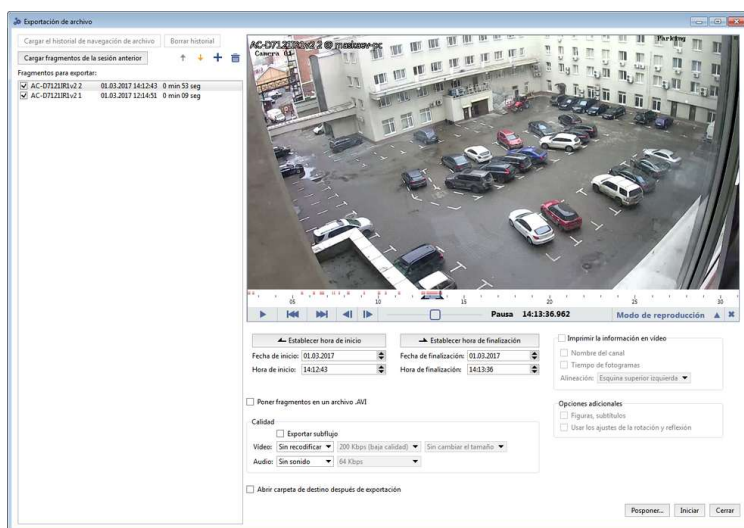 Exportación de archivo
Cargar el historial de navegación de archivo Borrar historial
Cargar fragmentos de la sesión anterior
Fragmentos para exportar:
AC-D7121IR1v2 2 01.03.2017 14:12:43 0 min 53 seg
AC-D7121IR1v2 1 01.03.2017 12:14:51 0 min 09 seg
AC-D7121IR1v2 2 @ maskasv-pc
Camera 01
Parking
05 10 15 20 25 30
Pausa 14:13:36.962 Modo de reproducción
Establecer hora de inicio Establecer hora de finalización
Fecha de inicio: 01.03.2017 Fecha de finalización: 01.03.2017
Hora de inicio: 14:12:43 Hora de finalización: 14:13:36
Imprimir la información en vídeo
Nombre del canal
Tiempo de fotogramas
Alineación: Esquina superior izquierda
Poner fragmentos en un archivo .AVI
Opciones adicionales
Figuras, subtítulos
Usar los ajustes de la rotación y reflexión
Calidad
Exportar subflujo
Vídeo: Sin recodificar 200 Kbps (baja calidad) Sin cambiar el tamaño
Audio: Sin sonido 64 Kbps
Abrir carpeta de destino después de exportación
Posponer... Iniciar Cerrar